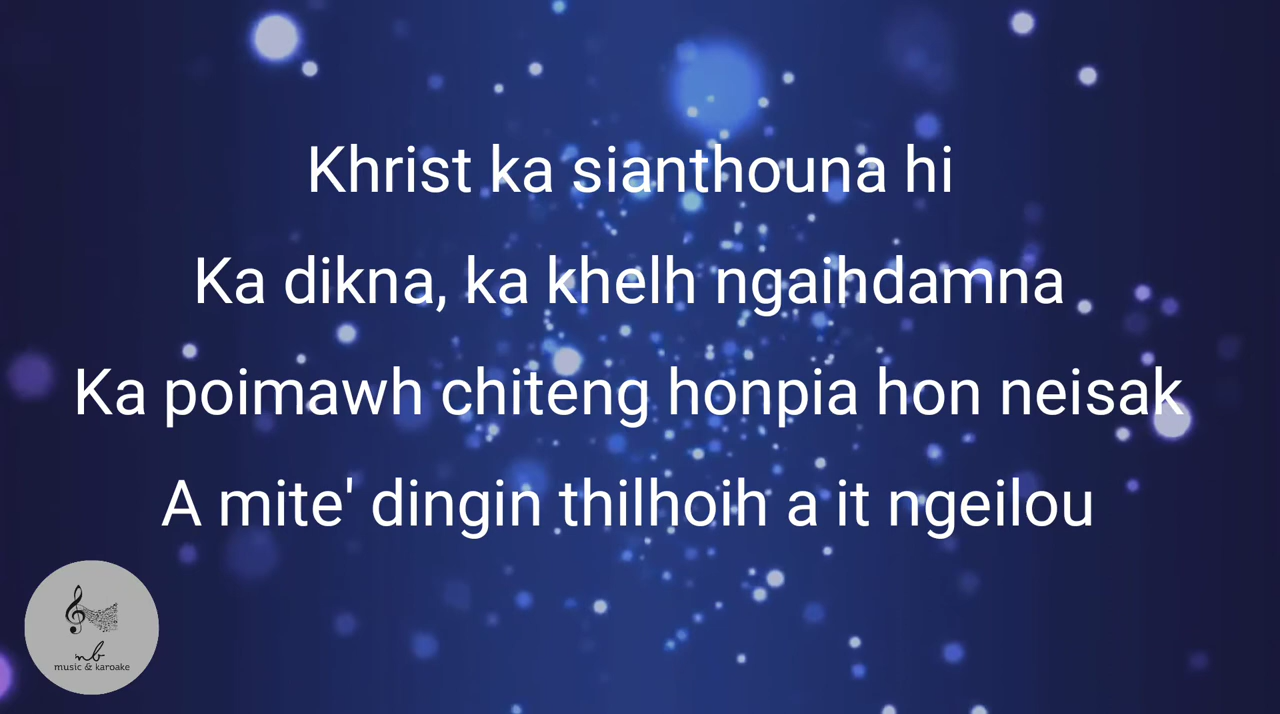 Khrist ka sianthouna hi
Ka dikna, ka khelh ngaihdamna
Ka poimawh chiteng honpia hon neisak
A mite' dingin thilhoih a it ngeilou
nb
music & karoake